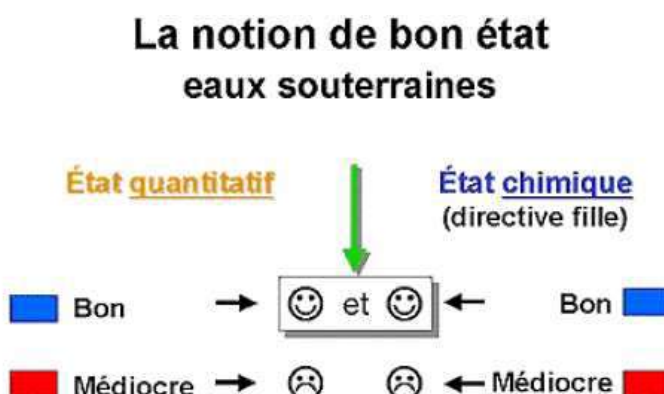 La notion de bon état
eaux souterraines
État quantitatif
État chimique
(directive fille)
Bon
et
Bon
Médiocre
Médiocre